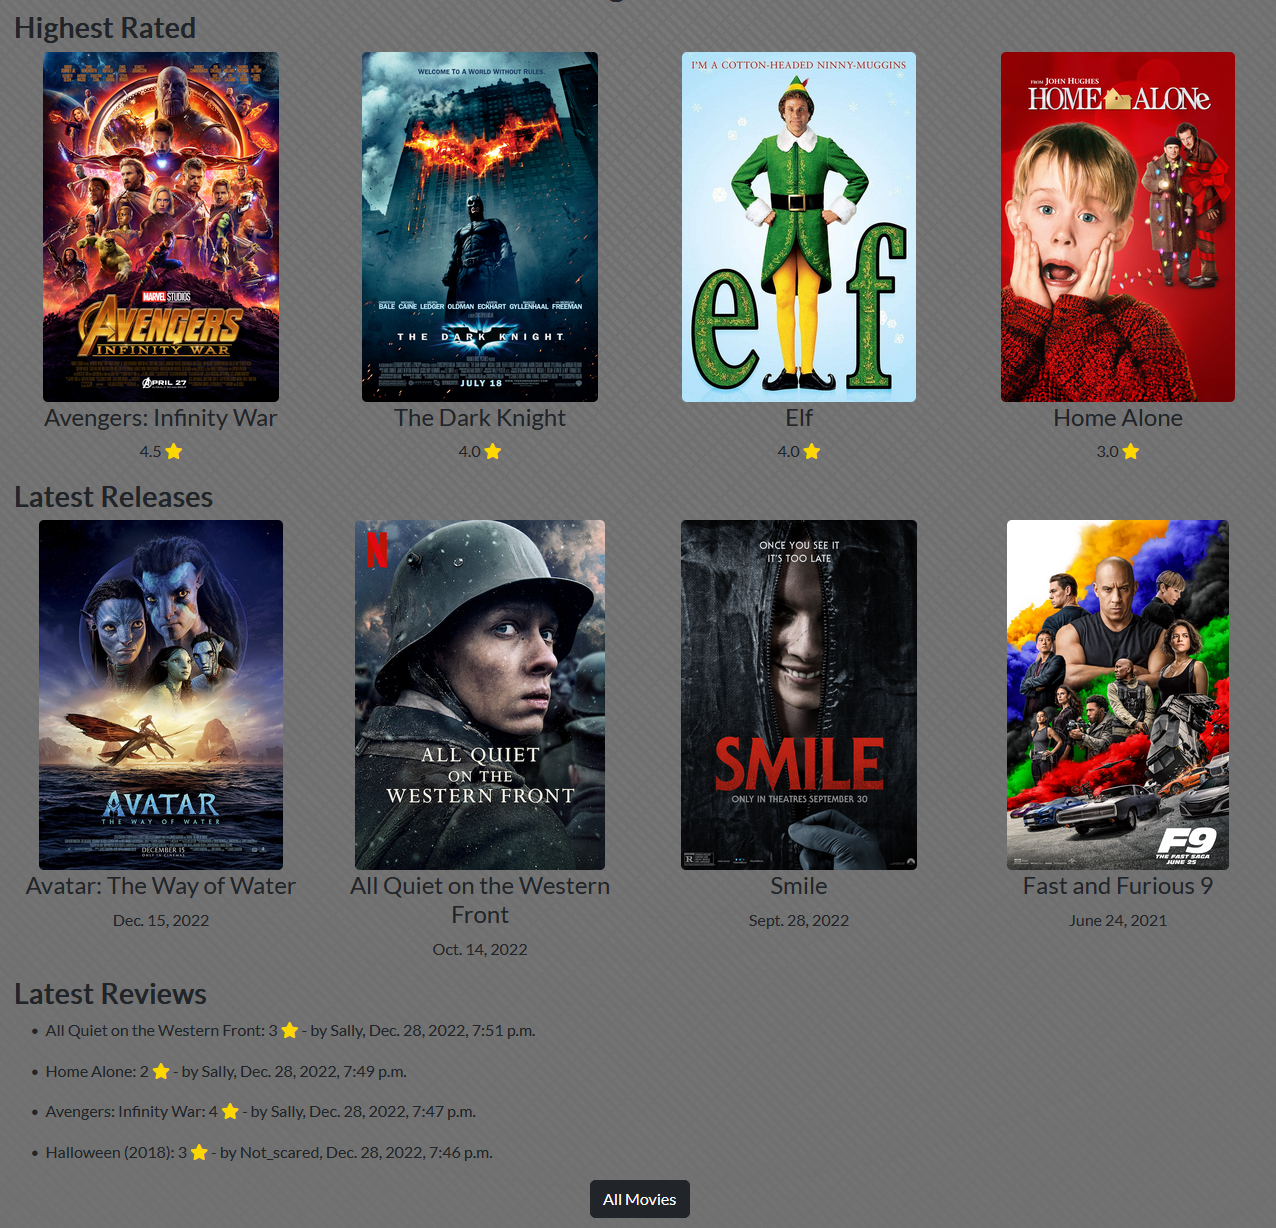 Highest Rated
WELCOME TO A WORLD WITHOUT RULES.
I'M A COTTON-HEADED NINNY-MUGGINS
FROM JOHN HUGHES
HOME ALONe
MARVEL STUDIOS
AVENGERS
INFINITY WAR
APRIL 27
BALE CAINE LEDGER OLDMAN ECKHART GYLLENHAAL FREEMAN
THE DARK KNIGHT
JULY 18
elf
Avengers: Infinity War
The Dark Knight
Elf
Home Alone
4.5
4.0
4.0
3.0
Latest Releases
N
ONCE YOU SEE IT
IT'S TOO LATE
AVATAR
THE WAY OF WATER
DECEMBER 15
ONLY IN CINEMAS
ALL QUIET
ON THE
WESTERN FRONT
SMILE
ONLY IN THEATRES SEPTEMBER 30
R
F9
THE FAST SAGA
JUNE 25
Avatar: The Way of Water
All Quiet on the Western
Front
Smile
Fast and Furious 9
Dec. 15, 2022
Oct. 14, 2022
Sept. 28, 2022
June 24, 2021
Latest Reviews
• All Quiet on the Western Front: 3 - by Sally, Dec. 28, 2022, 7:51 p.m.
• Home Alone: 2 - by Sally, Dec. 28, 2022, 7:49 p.m.
• Avengers: Infinity War: 4 - by Sally, Dec. 28, 2022, 7:47 p.m.
• Halloween (2018): 3 - by Not_scared, Dec. 28, 2022, 7:46 p.m.
All Movies